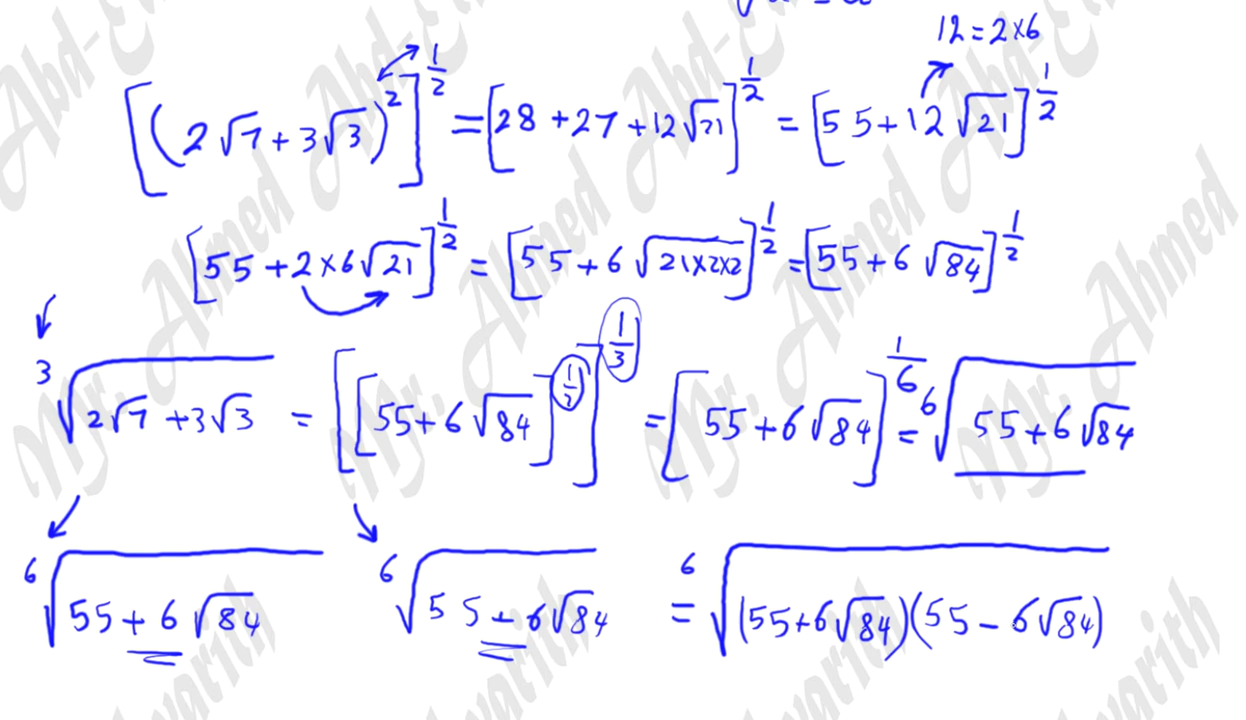 12 = 2×6
[(2√7 + 3√3)²]^(1/2) = [28 + 27 + 12√21]^(1/2) = [55 + 12√21]^(1/2)
[55 + 2×6√21]^(1/2) = [55 + 6√(21×2×2)]^(1/2) = [55 + 6√84]^(1/2)
³√(2√7 + 3√3) = [[55 + 6√84]^(1/2)]^(1/3) = [55 + 6√84]^(1/6) = ⁶√(55 + 6√84)
⁶√(55 + 6√84) ⁶√(55 - 6√84) = ⁶√((55 + 6√84)(55 - 6√84))
Mr. Ahmed